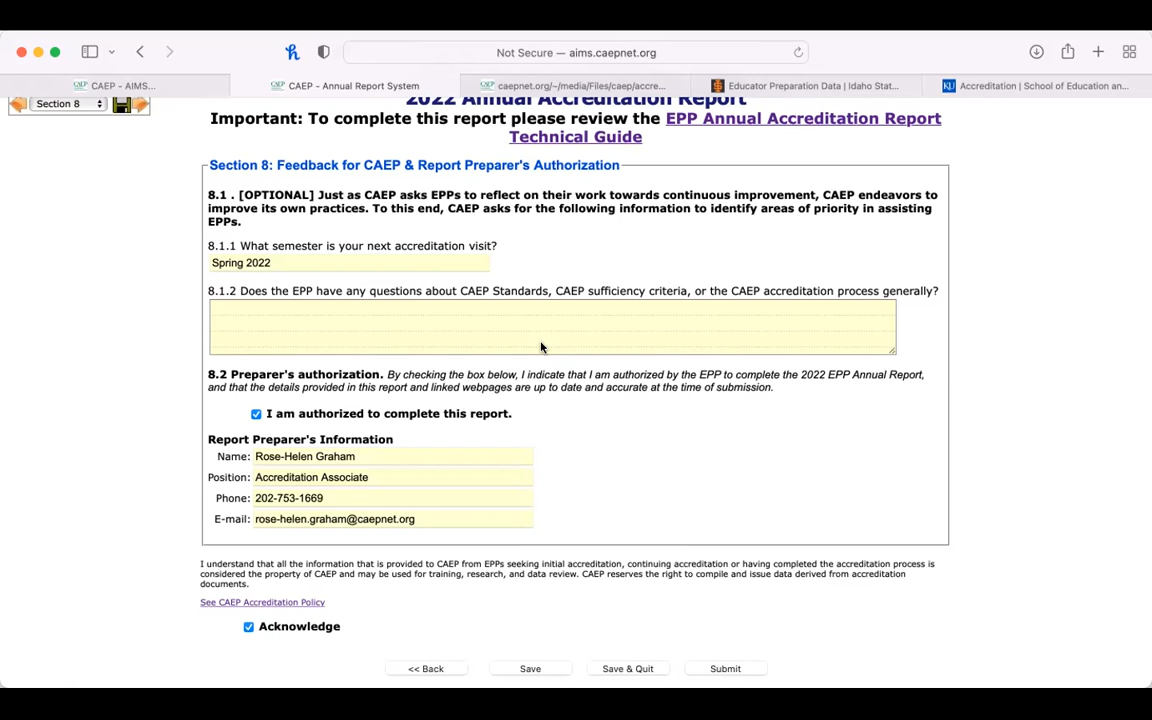 Not Secure — aims.caepnet.org
CAEP - AIMS...
CAEP - Annual Report System
caepnet.org/~/media/Files/caep/accre...
Educator Preparation Data | Idaho Stat...
Accreditation | School of Education an...
Section 8
2022 Annual Accreditation Report
Important: To complete this report please review the EPP Annual Accreditation Report
Technical Guide
Section 8: Feedback for CAEP & Report Preparer's Authorization
8.1 . [OPTIONAL] Just as CAEP asks EPPs to reflect on their work towards continuous improvement, CAEP endeavors to
improve its own practices. To this end, CAEP asks for the following information to identify areas of priority in assisting
EPPs.
8.1.1 What semester is your next accreditation visit?
Spring 2022
8.1.2 Does the EPP have any questions about CAEP Standards, CAEP sufficiency criteria, or the CAEP accreditation process generally?
8.2 Preparer's authorization. By checking the box below, I indicate that I am authorized by the EPP to complete the 2022 EPP Annual Report,
and that the details provided in this report and linked webpages are up to date and accurate at the time of submission.
I am authorized to complete this report.
Report Preparer's Information
Name: Rose-Helen Graham
Position: Accreditation Associate
Phone: 202-753-1669
E-mail: rose-helen.graham@caepnet.org
I understand that all the information that is provided to CAEP from EPPs seeking initial accreditation, continuing accreditation or having completed the accreditation process is
considered the property of CAEP and may be used for training, research, and data review. CAEP reserves the right to compile and issue data derived from accreditation
documents.
See CAEP Accreditation Policy
Acknowledge
<< Back
Save
Save & Quit
Submit